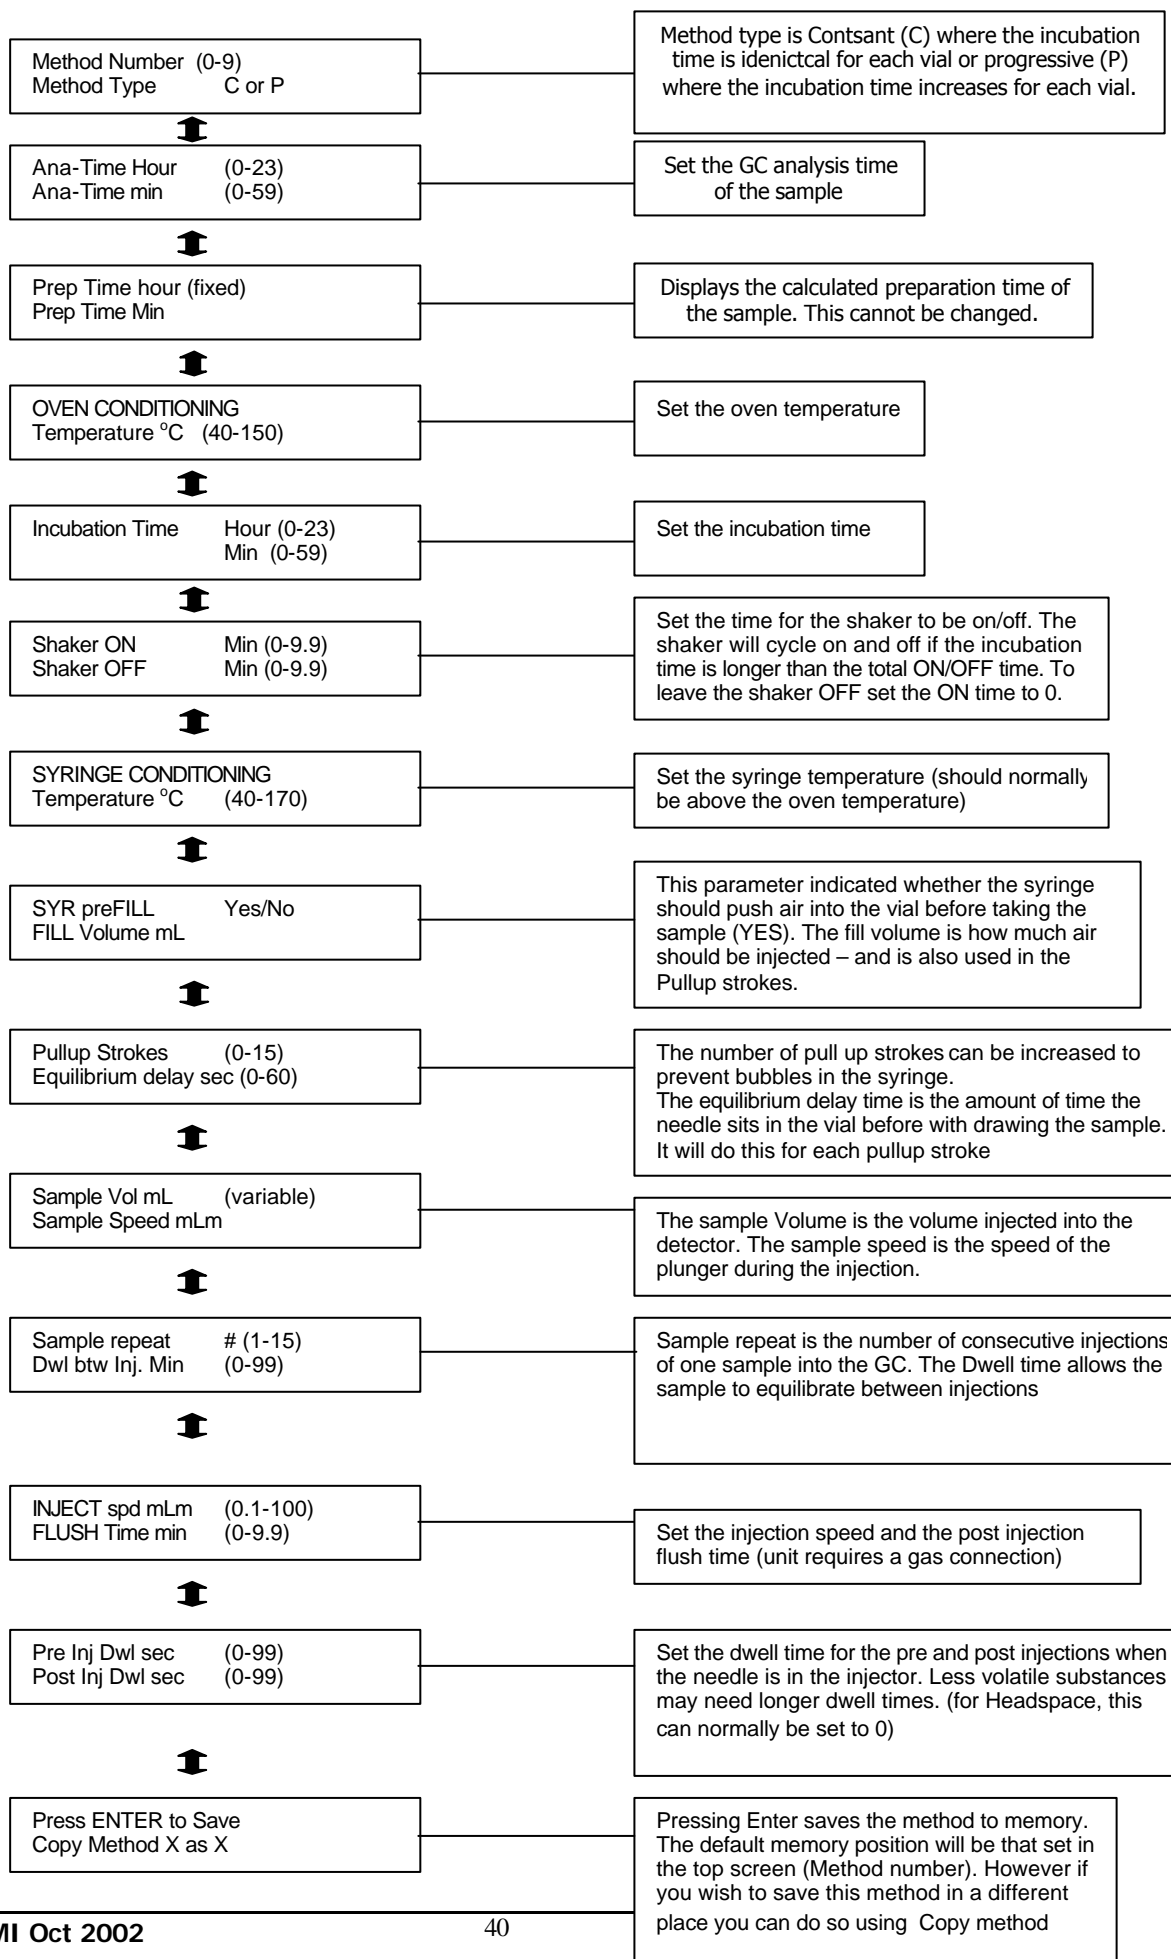 Method Number (0-9)
Method Type C or P
Method type is Contsant (C) where the incubation
time is idenictcal for each vial or progressive (P)
where the incubation time increases for each vial.
Ana-Time Hour (0-23)
Ana-Time min (0-59)
Set the GC analysis time
of the sample
Prep Time hour (fixed)
Prep Time Min
Displays the calculated preparation time of
the sample. This cannot be changed.
OVEN CONDITIONING
Temperature °C (40-150)
Set the oven temperature
Incubation Time Hour (0-23)
Min (0-59)
Set the incubation time
Shaker ON Min (0-9.9)
Shaker OFF Min (0-9.9)
Set the time for the shaker to be on/off. The
shaker will cycle on and off if the incubation
time is longer than the total ON/OFF time. To
leave the shaker OFF set the ON time to 0.
SYRINGE CONDITIONING
Temperature °C (40-170)
Set the syringe temperature (should normally
be above the oven temperature)
SYR preFILL Yes/No
FILL Volume mL
This parameter indicated whether the syringe
should push air into the vial before taking the
sample (YES). The fill volume is how much air
should be injected – and is also used in the
Pullup strokes.
Pullup Strokes (0-15)
Equilibrium delay sec (0-60)
The number of pull up strokes can be increased to
prevent bubbles in the syringe.
The equilibrium delay time is the amount of time the
needle sits in the vial before with drawing the sample.
It will do this for each pullup stroke
Sample Vol mL (variable)
Sample Speed mLm
The sample Volume is the volume injected into the
detector. The sample speed is the speed of the
plunger during the injection.
Sample repeat # (1-15)
Dwl btw Inj. Min (0-99)
Sample repeat is the number of consecutive injections
of one sample into the GC. The Dwell time allows the
sample to equilibrate between injections
INJECT spd mLm (0.1-100)
FLUSH Time min (0-9.9)
Set the injection speed and the post injection
flush time (unit requires a gas connection)
Pre Inj Dwl sec (0-99)
Post Inj Dwl sec (0-99)
Set the dwell time for the pre and post injections when
the needle is in the injector. Less volatile substances
may need longer dwell times. (for Headspace, this
can normally be set to 0)
Press ENTER to Save
Copy Method X as X
Pressing Enter saves the method to memory.
The default memory position will be that set in
the top screen (Method number). However if
you wish to save this method in a different
place you can do so using Copy method
MI Oct 2002
40